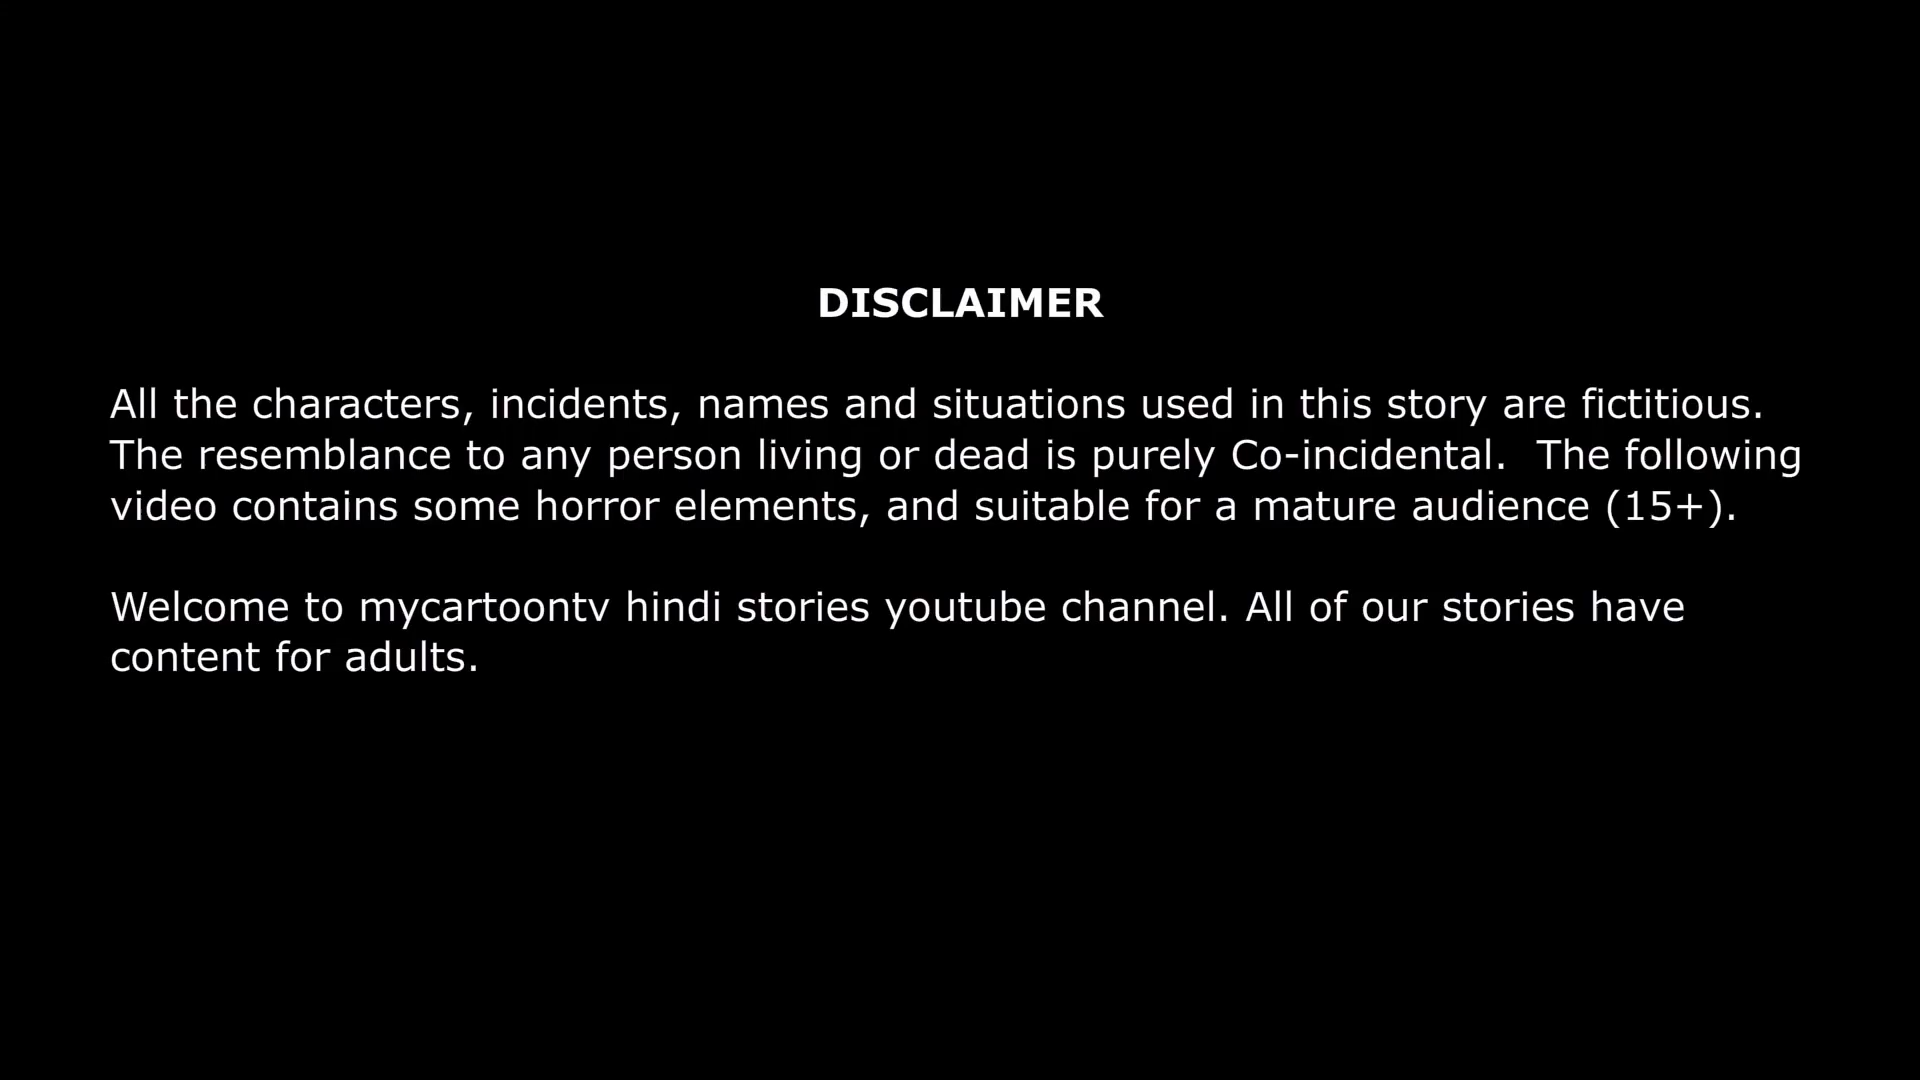 DISCLAIMER
All the characters, incidents, names and situations used in this story are fictitious.
The resemblance to any person living or dead is purely Co-incidental.  The following
video contains some horror elements, and suitable for a mature audience (15+).
Welcome to mycartoontv hindi stories youtube channel. All of our stories have
content for adults.